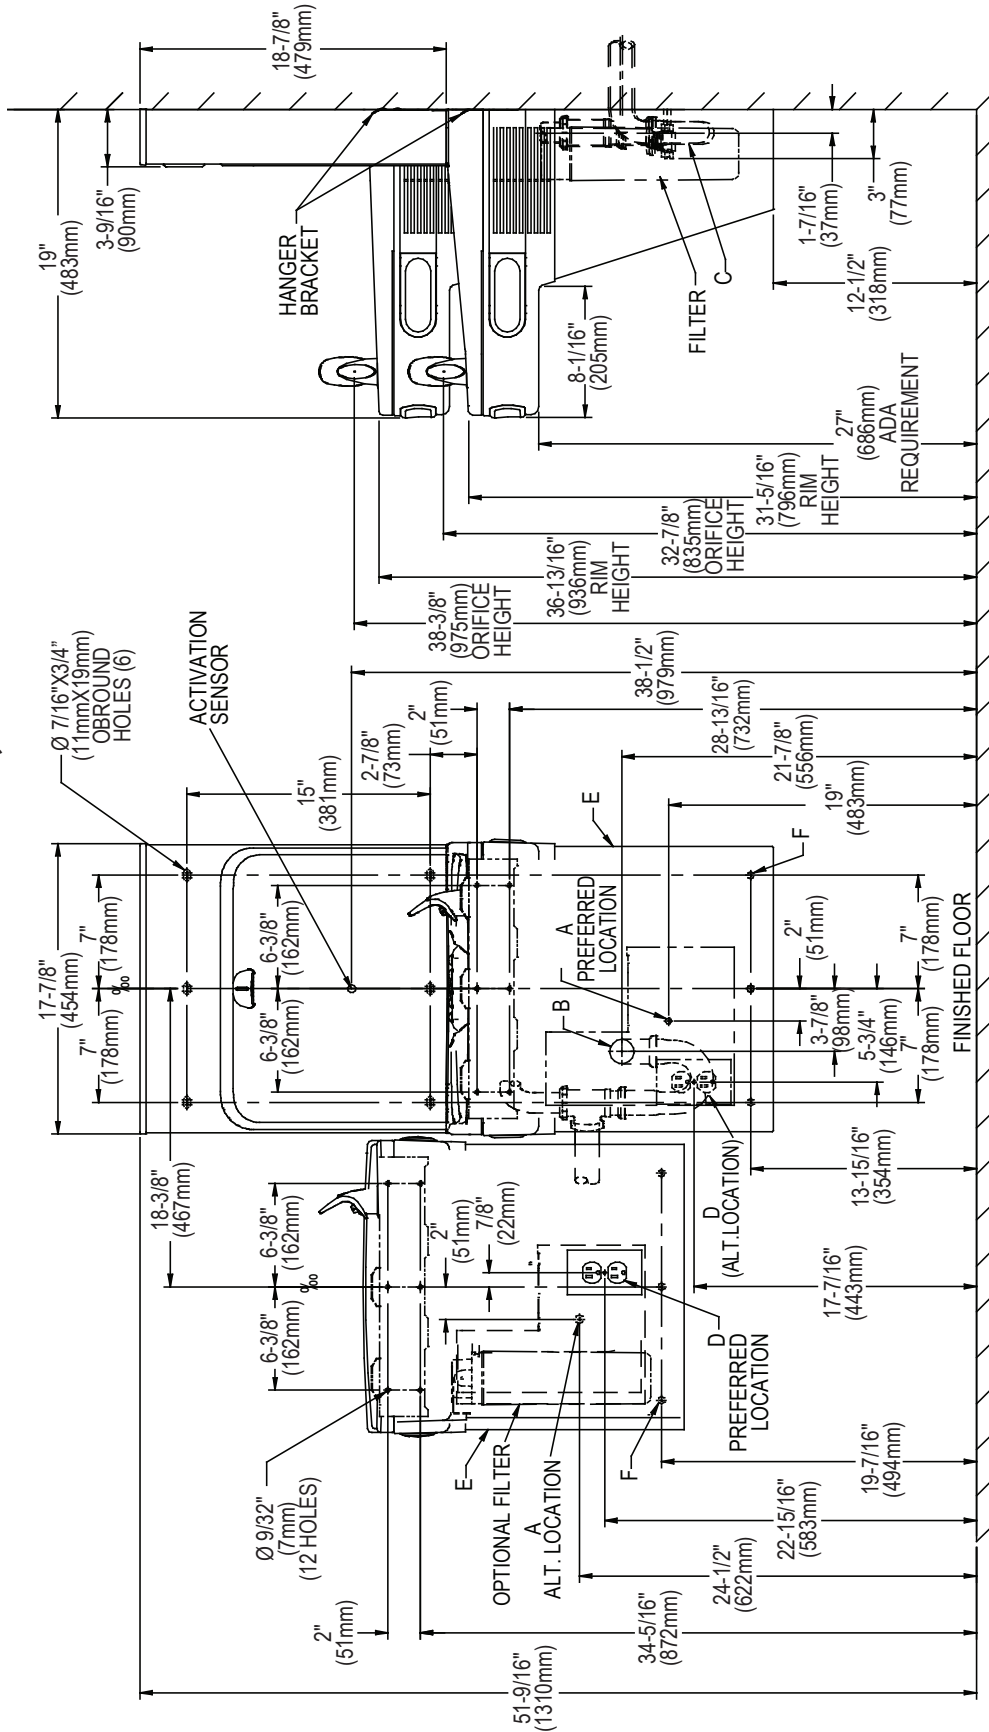 18-7/8"
(479mm)
19"
(483mm)
3-9/16"
(90mm)
HANGER
BRACKET
8-1/16"
(205mm)
FILTER
C
1-7/16"
(37mm)
3"
(77mm)
12-1/2"
(318mm)
27"
(686mm)
ADA
REQUIREMENT
31-5/16"
(796mm)
RIM
HEIGHT
32-7/8"
(835mm)
ORIFICE
HEIGHT
36-13/16"
(936mm)
RIM
HEIGHT
38-3/8"
(975mm)
ORIFICE
HEIGHT
Ø 7/16"X3/4"
(11mmX19mm)
OBROUND
HOLES (6)
ACTIVATION
SENSOR
15"
(381mm)
2-7/8"
(73mm)
2"
(51mm)
38-1/2"
(979mm)
28-13/16"
(732mm)
21-7/8"
(556mm)
19"
(483mm)
17-7/8"
(454mm)
7"
(178mm)
7"
(178mm)
6-3/8"
(162mm)
6-3/8"
(162mm)
E
F
A
PREFERRED
LOCATION
B
2"
(51mm)
3-7/8"
(98mm)
5-3/4"
(146mm)
7"
(178mm)
7"
(178mm)
FINISHED FLOOR
D
(ALT.LOCATION)
13-15/16"
(354mm)
17-7/16"
(443mm)
18-3/8"
(467mm)
6-3/8"
(162mm)
6-3/8"
(162mm)
2"
(51mm)
7/8"
(22mm)
D
PREFERRED
LOCATION
Ø 9/32"
(7mm)
(12 HOLES)
E
OPTIONAL FILTER
A
ALT. LOCATION
F
19-7/16"
(494mm)
22-15/16"
(583mm)
24-1/2"
(622mm)
2"
(51mm)
34-5/16"
(872mm)
51-9/16"
(1310mm)